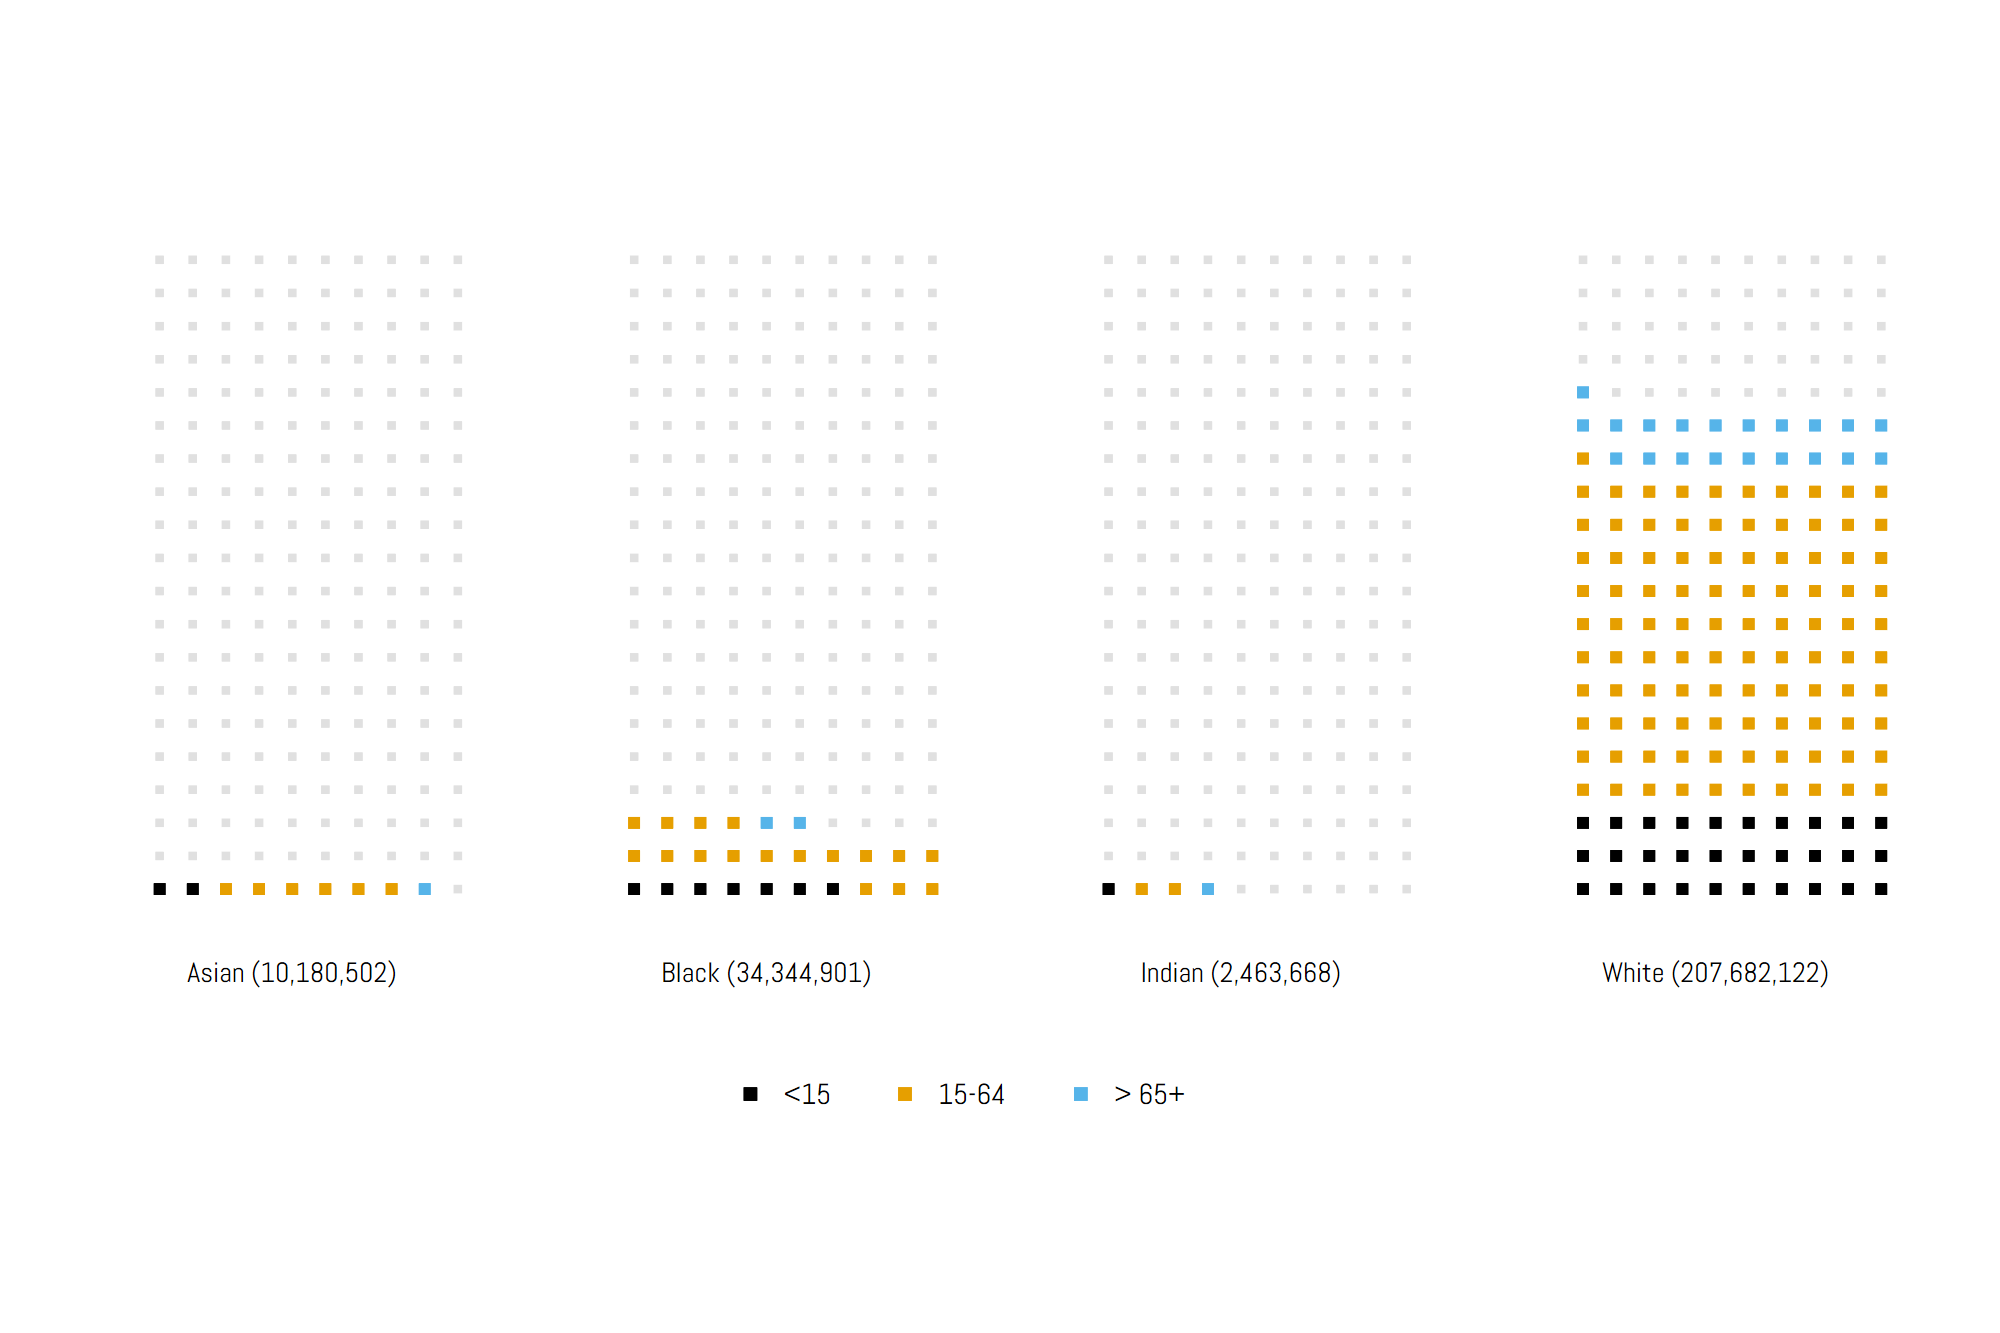 Asian (10,180,502)
Black (34,344,901)
Indian (2,463,668)
White (207,682,122)
<15
15-64
> 65+